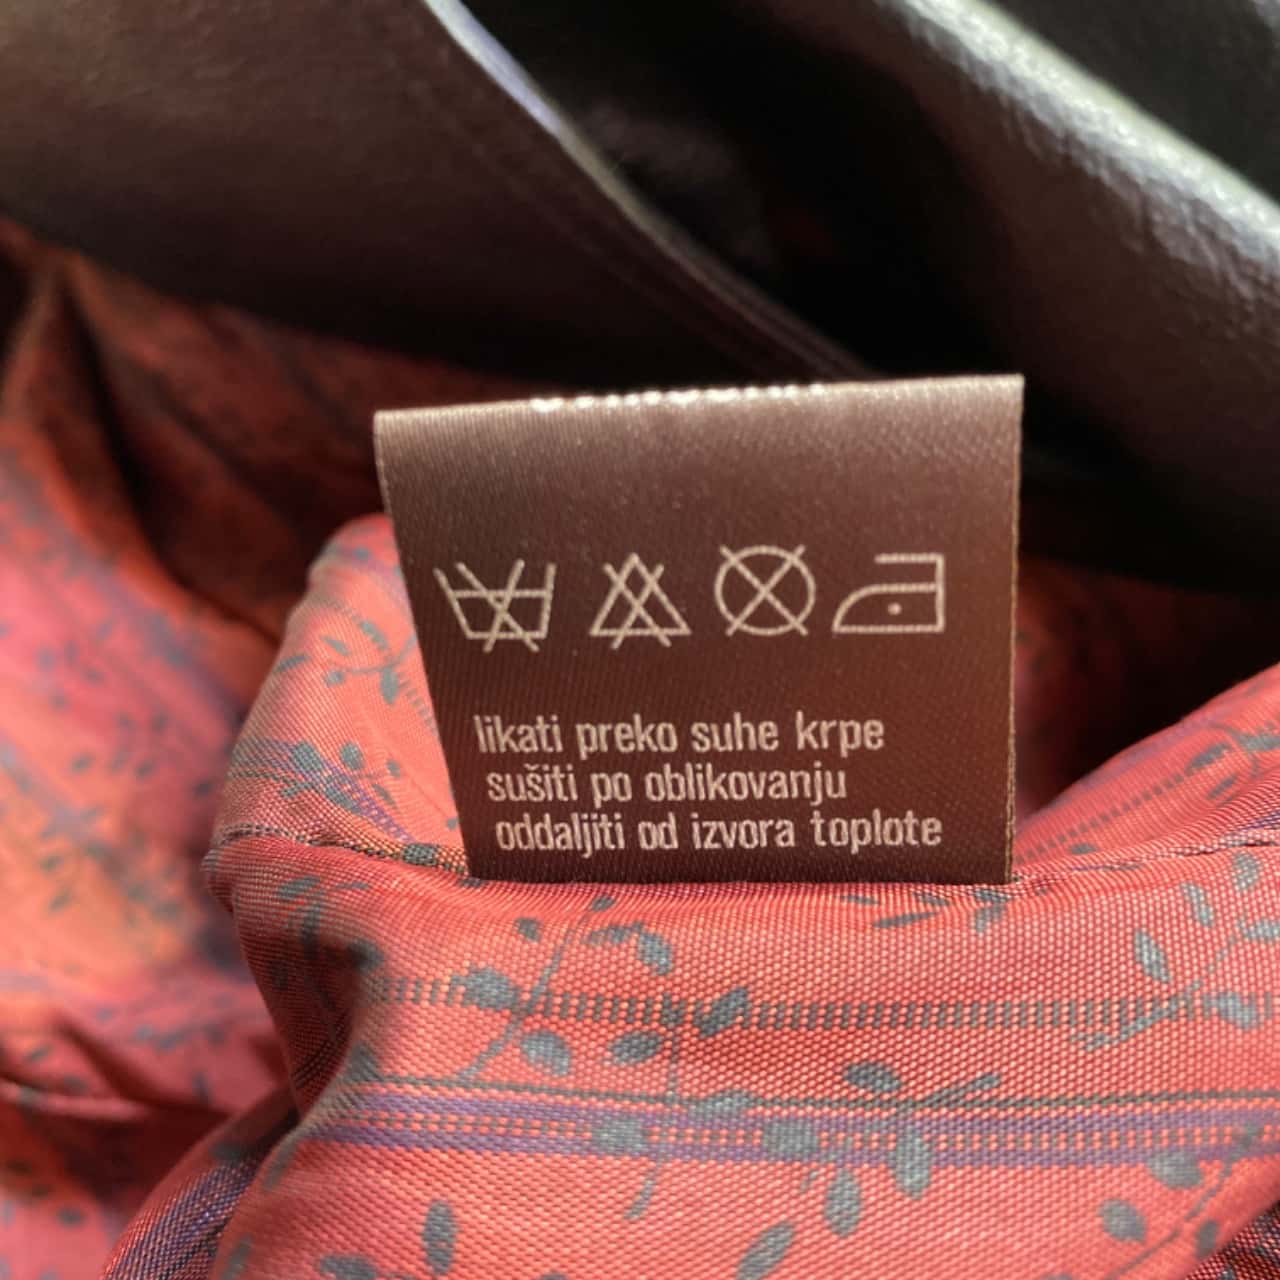 likati preko suhe krpe
sušiti po oblikovanju
oddaljiti od izvora toplote